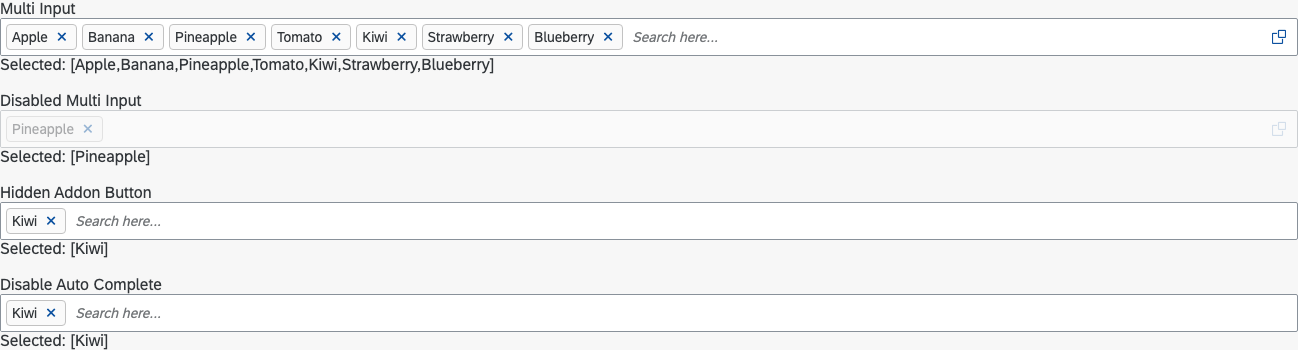 Multi Input
Apple Banana Pineapple Tomato Kiwi Strawberry Blueberry Search here...
Selected: [Apple,Banana,Pineapple,Tomato,Kiwi,Strawberry,Blueberry]
Disabled Multi Input
Pineapple
Selected: [Pineapple]
Hidden Addon Button
Kiwi Search here...
Selected: [Kiwi]
Disable Auto Complete
Kiwi Search here...
Selected: [Kiwi]